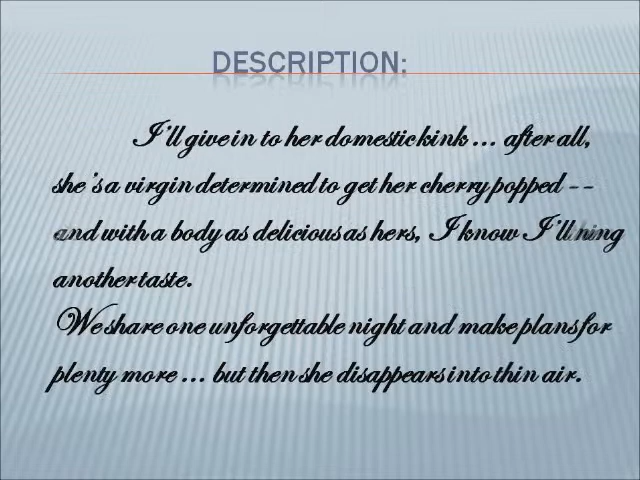 DESCRIPTION:
I'll give in to her domestic kink ... after all,
she's a virgin determined to get her cherry popped --
and with a body as delicious as hers, I know I'll
another taste.
We share one unforgettable night and make plans for
plenty more ... but then she disappears into thin air.